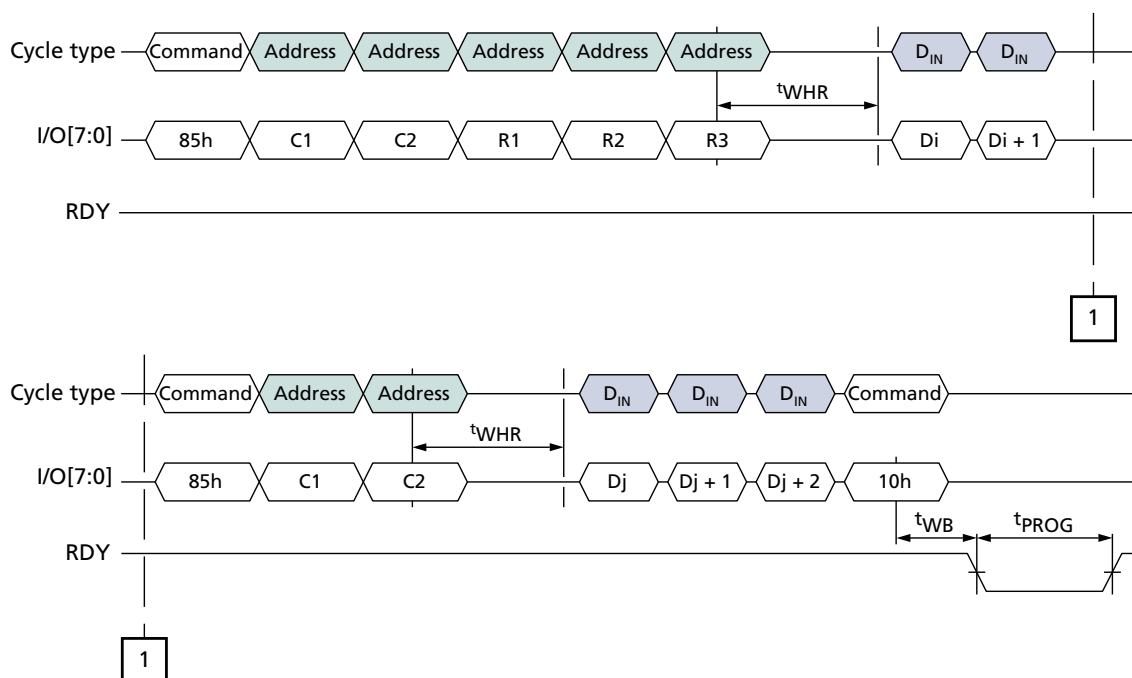 Cycle type Command Address Address Address Address Address DIN DIN
tWHR
I/O[7:0] 85h C1 C2 R1 R2 R3 Di Di + 1
RDY
1
Cycle type Command Address Address DIN DIN DIN Command
tWHR
I/O[7:0] 85h C1 C2 Dj Dj + 1 Dj + 2 10h
tWB tPROG
RDY
1